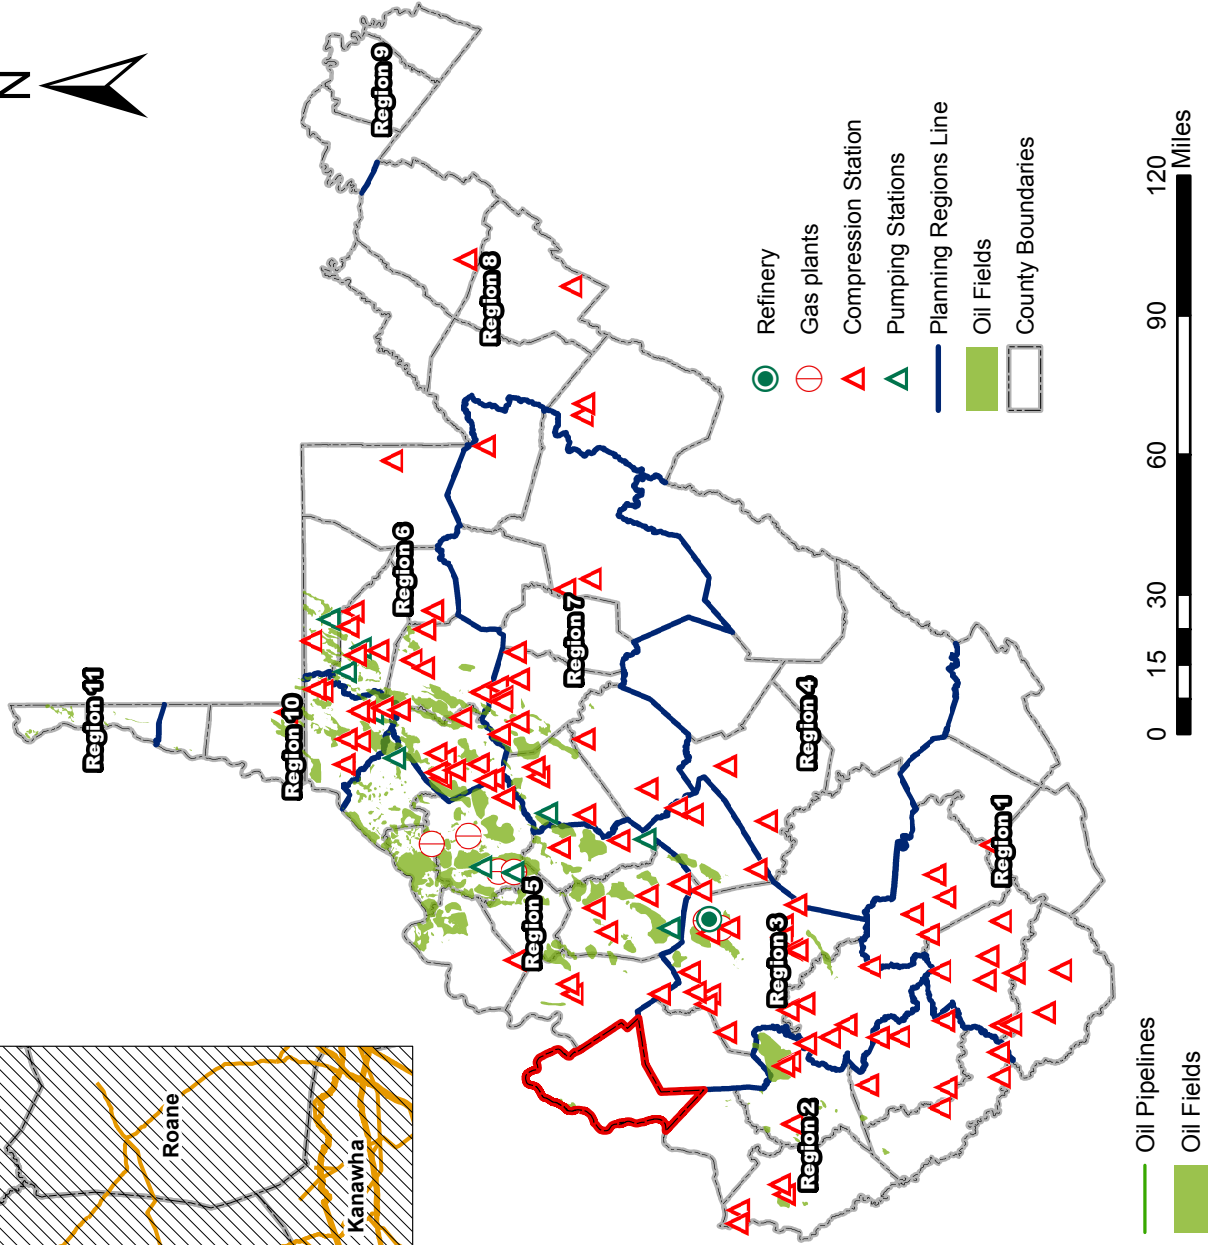 N
Region 9
Region 8
Region 6
Region 7
Region 11
Region 10
Region 5
Region 4
Region 3
Region 1
Region 2
Roane
Kanawha
Refinery
Gas plants
Compression Station
Pumping Stations
Planning Regions Line
Oil Fields
County Boundaries
0 15 30 60 90 120
Miles
Oil Pipelines
Oil Fields